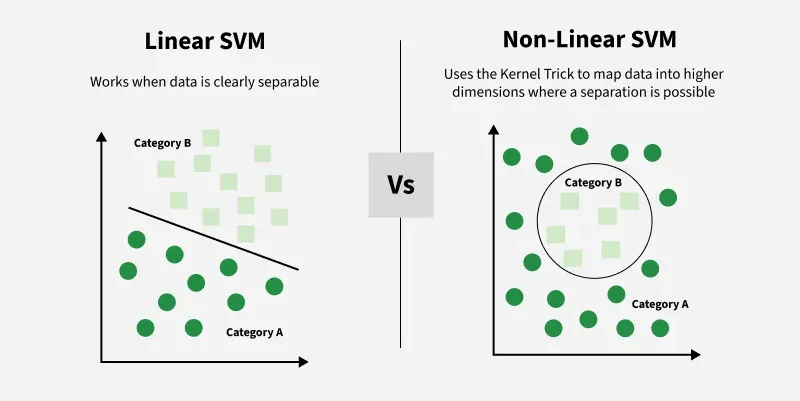 Linear SVM
Works when data is clearly separable
Category B
Category A
Vs
Non-Linear SVM
Uses the Kernel Trick to map data into higher
dimensions where a separation is possible
Category B
Category A